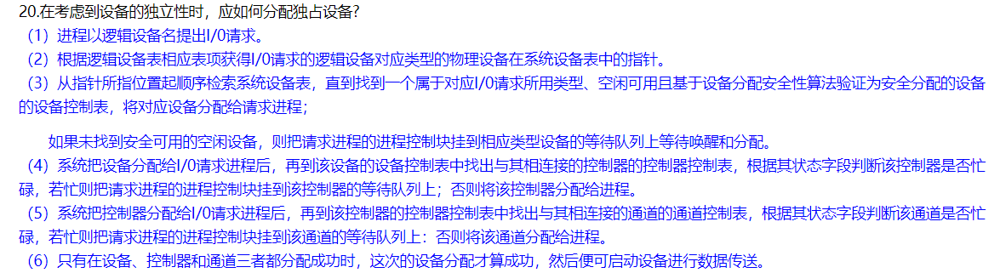 20.在考虑到设备的独立性时，应如何分配独占设备?
（1）进程以逻辑设备名提出I/0请求。
（2）根据逻辑设备表相应表项获得I/0请求的逻辑设备对应类型的物理设备在系统设备表中的指针。
（3）从指针所指位置起顺序检索系统设备表，直到找到一个属于对应I/0请求所用类型、空闲可用且基于设备分配安全性算法验证为安全分配的设备
的设备控制表，将对应设备分配给请求进程；
如果未找到安全可用的空闲设备，则把请求进程的进程控制块挂到相应类型设备的等待队列上等待唤醒和分配。
（4）系统把设备分配给I/0请求进程后，再到该设备的设备控制表中找出与其相连接的控制器的控制器控制表，根据其状态字段判断该控制器是否忙
碌，若忙则把请求进程的进程控制块挂到该控制器的等待队列上；否则将该控制器分配给进程。
（5）系统把控制器分配给I/0请求进程后，再到该控制器的控制器控制表中找出与其相连接的通道的通道控制表，根据其状态字段判断该通道是否忙
碌，若忙则把请求进程的进程控制块挂到该通道的等待队列上：否则将该通道分配给进程。
（6）只有在设备、控制器和通道三者都分配成功时，这次的设备分配才算成功，然后便可启动设备进行数据传送。